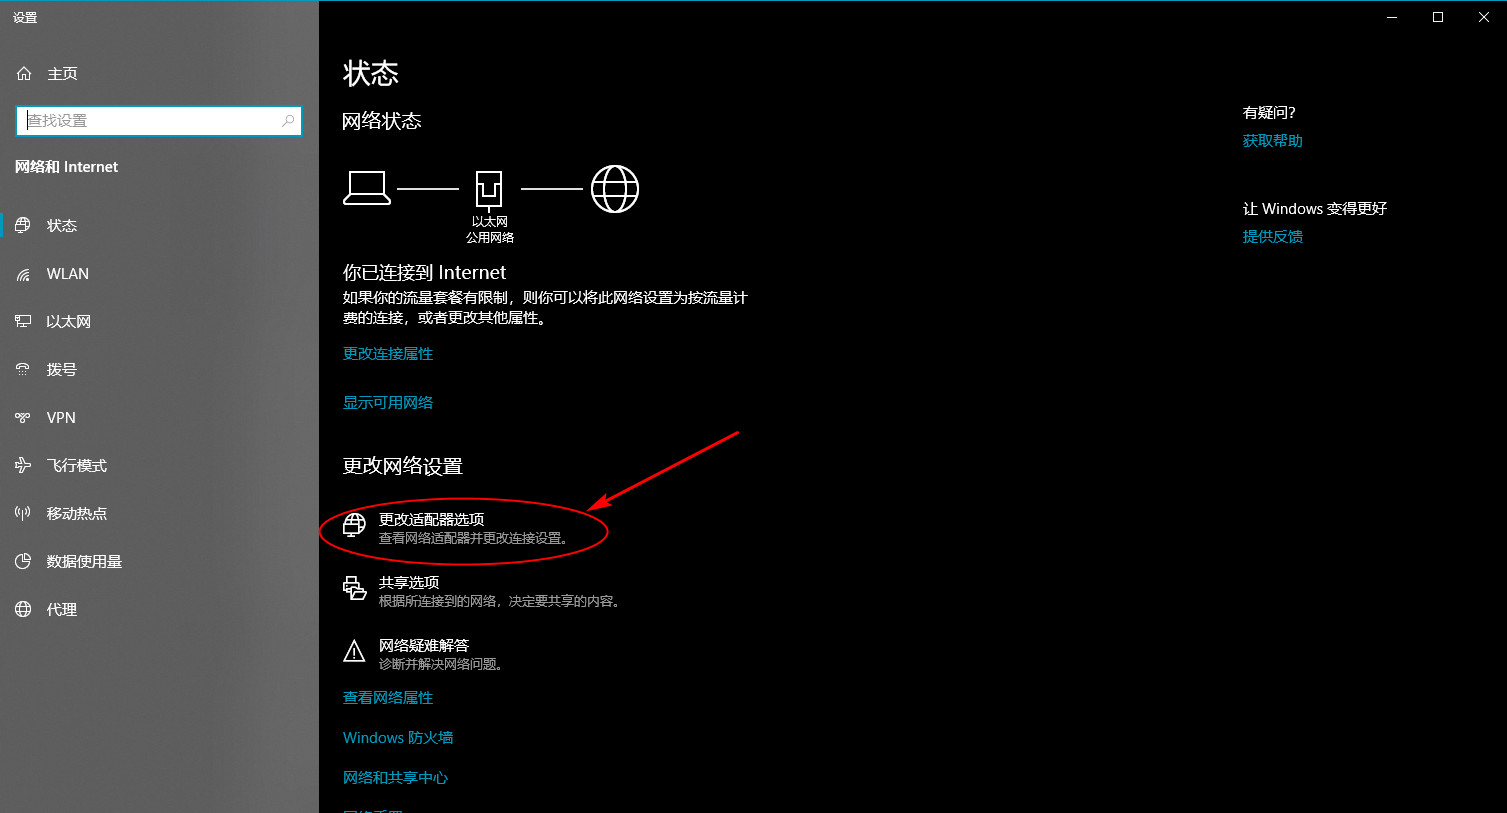 设置
主页
查找设置
网络和 Internet
状态
WLAN
以太网
拨号
VPN
飞行模式
移动热点
数据使用量
代理
状态
网络状态
以太网
公用网络
你已连接到 Internet
如果你的流量套餐有限制，则你可以将此网络设置为按流量计
费的连接，或者更改其他属性。
更改连接属性
显示可用网络
更改网络设置
更改适配器选项
查看网络适配器并更改连接设置。
共享选项
根据所连接到的网络，决定要共享的内容。
网络疑难解答
诊断并解决网络问题。
查看网络属性
Windows 防火墙
网络和共享中心
有疑问?
获取帮助
让 Windows 变得更好
提供反馈